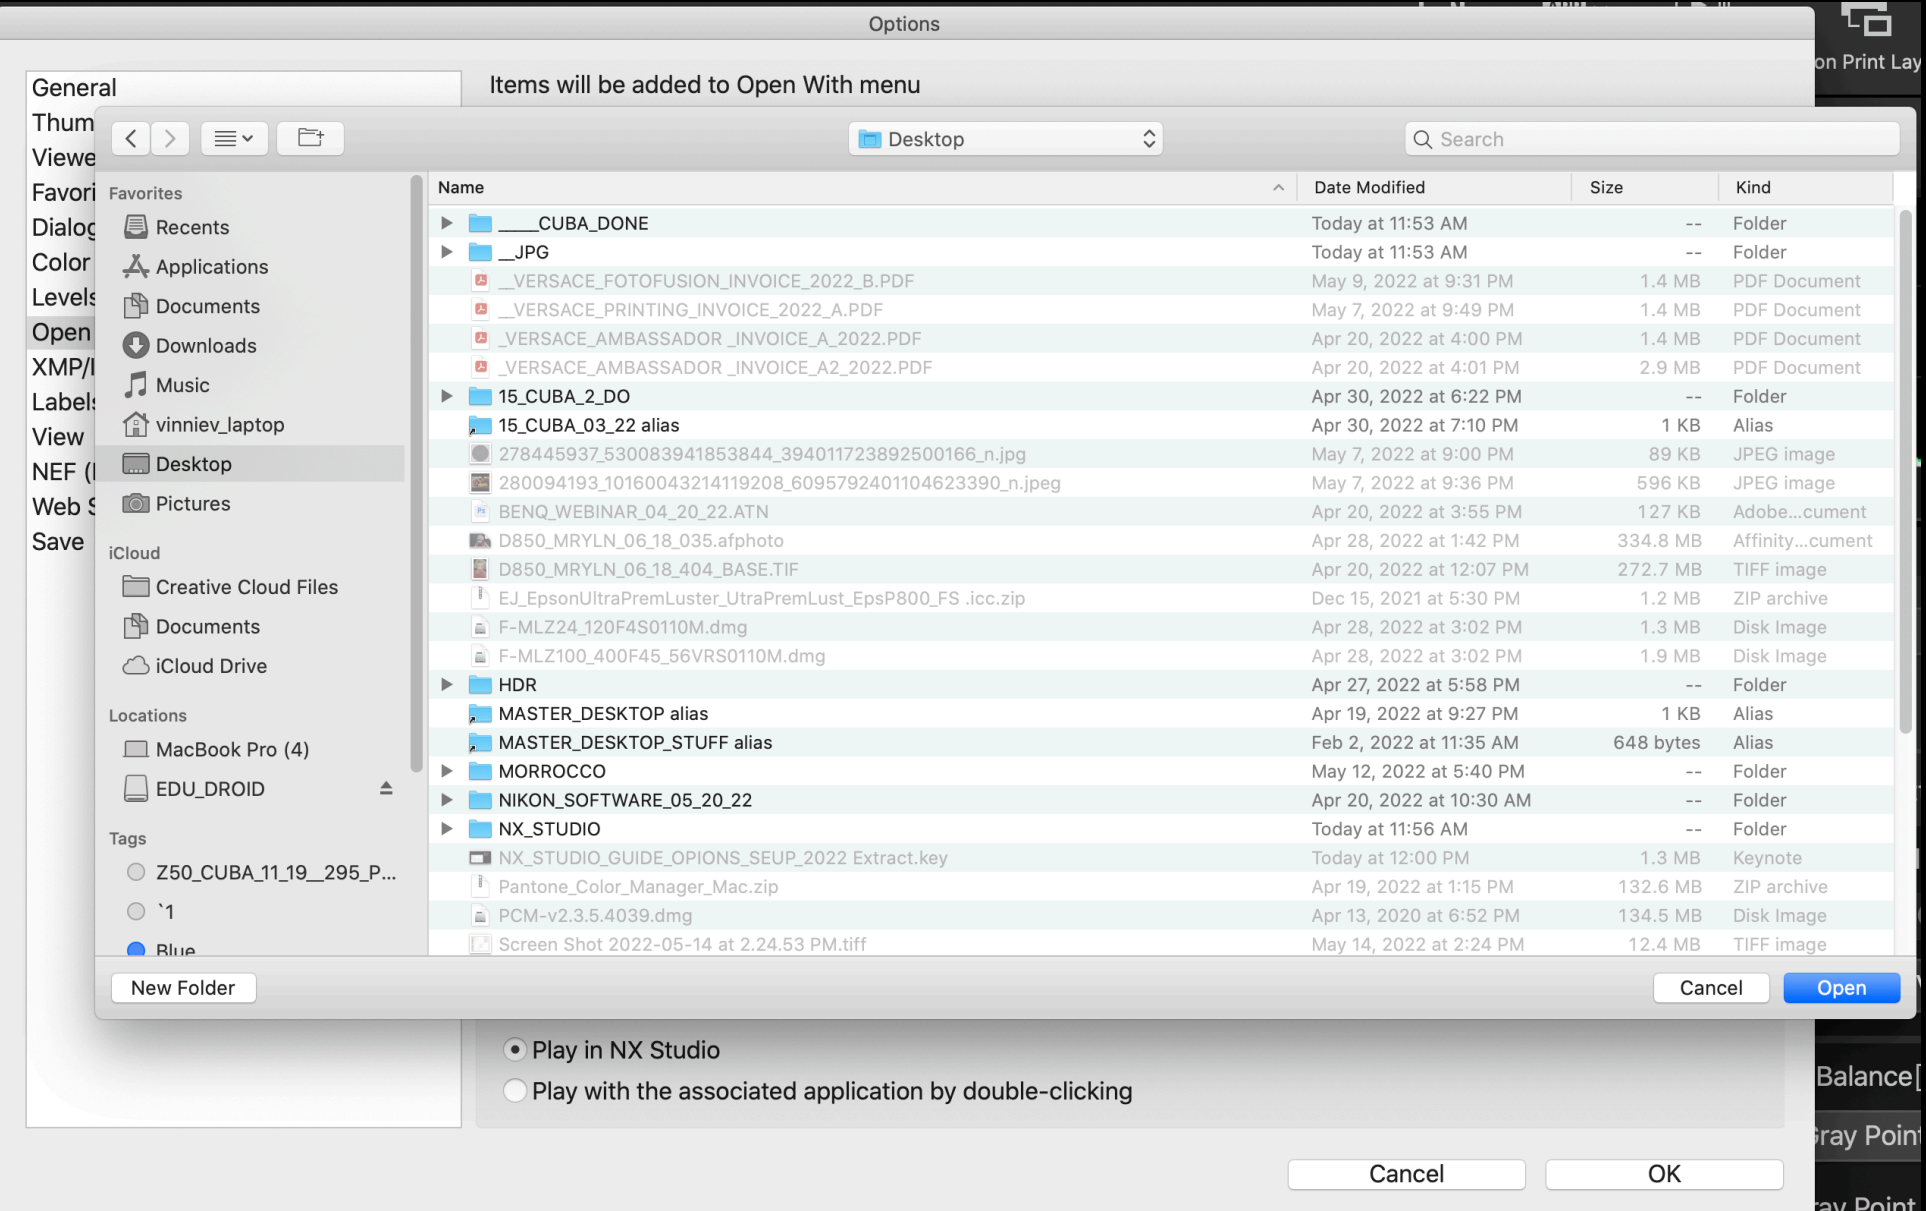 Options
on Print Lay
Items will be added to Open With menu
General
Thum
Viewe
Favori
Dialog
Color
Levels
Open
XMP/I
Labels
View
NEF (
Web S
Save
Desktop
Search
Favorites
Recents
Applications
Documents
Downloads
Music
vinniev_laptop
Desktop
Pictures
iCloud
Creative Cloud Files
Documents
iCloud Drive
Locations
MacBook Pro (4)
EDU_DROID
Tags
Z50_CUBA_11_19__295_P...
`1
Blue
Name Date Modified Size Kind
_____CUBA_DONE Today at 11:53 AM -- Folder
__JPG Today at 11:53 AM -- Folder
__VERSACE_FOTOFUSION_INVOICE_2022_B.PDF May 9, 2022 at 9:31 PM 1.4 MB PDF Document
__VERSACE_PRINTING_INVOICE_2022_A.PDF May 7, 2022 at 9:49 PM 1.4 MB PDF Document
_VERSACE_AMBASSADOR _INVOICE_A_2022.PDF Apr 20, 2022 at 4:00 PM 1.4 MB PDF Document
_VERSACE_AMBASSADOR _INVOICE_A2_2022.PDF Apr 20, 2022 at 4:01 PM 2.9 MB PDF Document
15_CUBA_2_DO Apr 30, 2022 at 6:22 PM -- Folder
15_CUBA_03_22 alias Apr 30, 2022 at 7:10 PM 1 KB Alias
278445937_530083941853844_394011723892500166_n.jpg May 7, 2022 at 9:00 PM 89 KB JPEG image
280094193_10160043214119208_6095792401104623390_n.jpeg May 7, 2022 at 9:36 PM 596 KB JPEG image
BENQ_WEBINAR_04_20_22.ATN Apr 20, 2022 at 3:55 PM 127 KB Adobe...cument
D850_MRYLN_06_18_035.afphoto Apr 28, 2022 at 1:42 PM 334.8 MB Affinity...cument
D850_MRYLN_06_18_404_BASE.TIF Apr 20, 2022 at 12:07 PM 272.7 MB TIFF image
EJ_EpsonUltraPremLuster_UtraPremLust_EpsP800_FS .icc.zip Dec 15, 2021 at 5:30 PM 1.2 MB ZIP archive
F-MLZ24_120F4S0110M.dmg Apr 28, 2022 at 3:02 PM 1.3 MB Disk Image
F-MLZ100_400F45_56VRS0110M.dmg Apr 28, 2022 at 3:02 PM 1.9 MB Disk Image
HDR Apr 27, 2022 at 5:58 PM -- Folder
MASTER_DESKTOP alias Apr 19, 2022 at 9:27 PM 1 KB Alias
MASTER_DESKTOP_STUFF alias Feb 2, 2022 at 11:35 AM 648 bytes Alias
MORROCCO May 12, 2022 at 5:40 PM -- Folder
NIKON_SOFTWARE_05_20_22 Apr 20, 2022 at 10:30 AM -- Folder
NX_STUDIO Today at 11:56 AM -- Folder
NX_STUDIO_GUIDE_OPIONS_SEUP_2022 Extract.key Today at 12:00 PM 1.3 MB Keynote
Pantone_Color_Manager_Mac.zip Apr 19, 2022 at 1:15 PM 132.6 MB ZIP archive
PCM-v2.3.5.4039.dmg Apr 13, 2020 at 6:52 PM 134.5 MB Disk Image
Screen Shot 2022-05-14 at 2.24.53 PM.tiff May 14, 2022 at 2:24 PM 12.4 MB TIFF image
New Folder Cancel Open
Play in NX Studio
Play with the associated application by double-clicking
Balance[
Gray Point
ray Point
Cancel OK